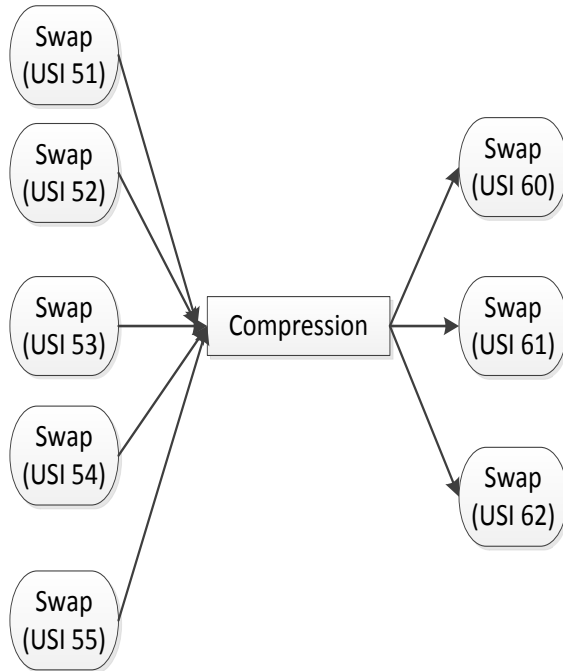 Swap
(USI 51)
Swap
(USI 52)
Swap
(USI 53)
Swap
(USI 54)
Swap
(USI 55)
Compression
Swap
(USI 60)
Swap
(USI 61)
Swap
(USI 62)